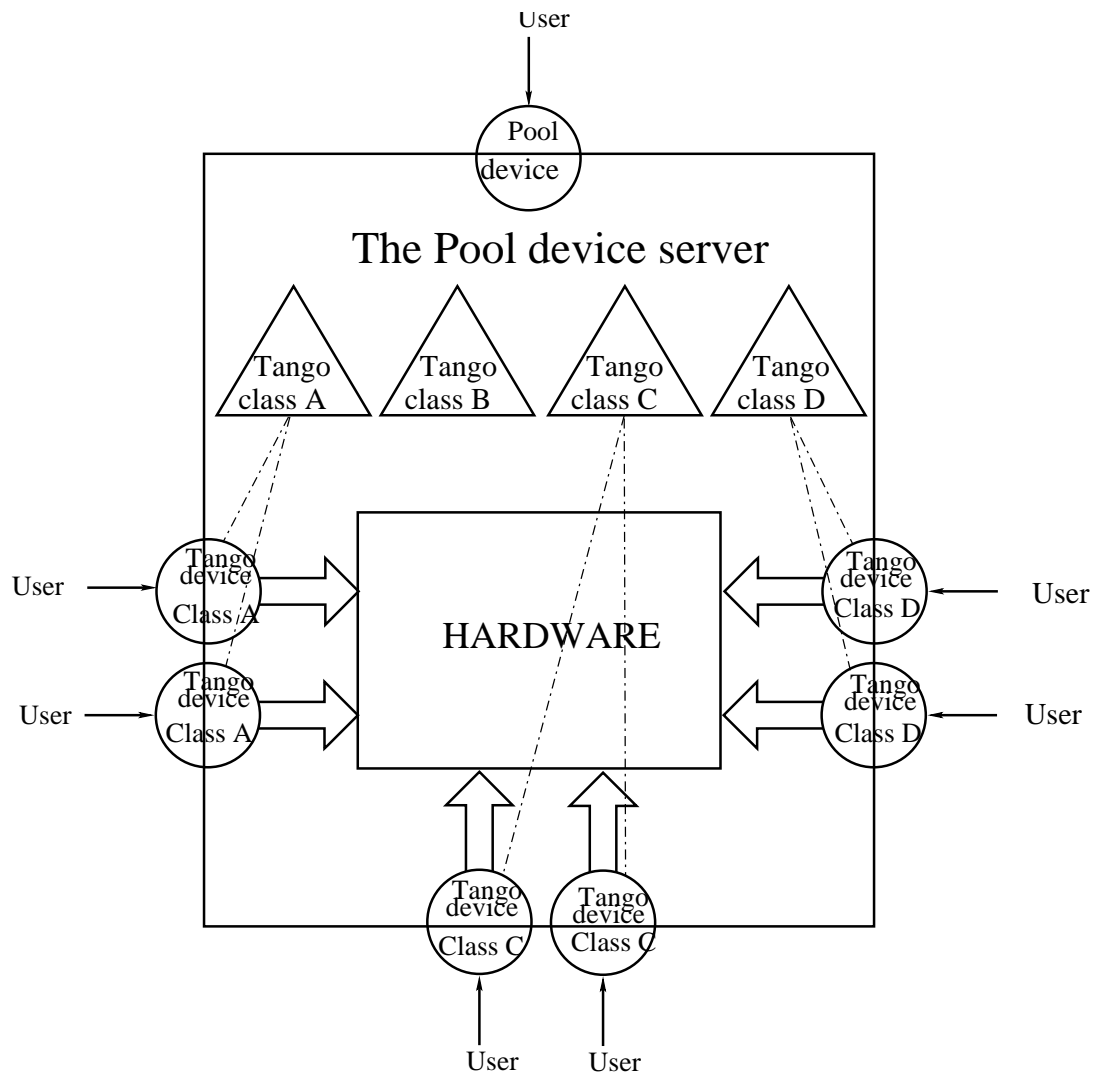 User
Pool
device
The Pool device server
Tango
class A
Tango
class B
Tango
class C
Tango
class D
Tango
device
Class A
User
Tango
device
Class D
User
HARDWARE
Tango
device
Class A
User
Tango
device
Class D
User
Tango
device
Class C
Tango
device
Class C
User
User